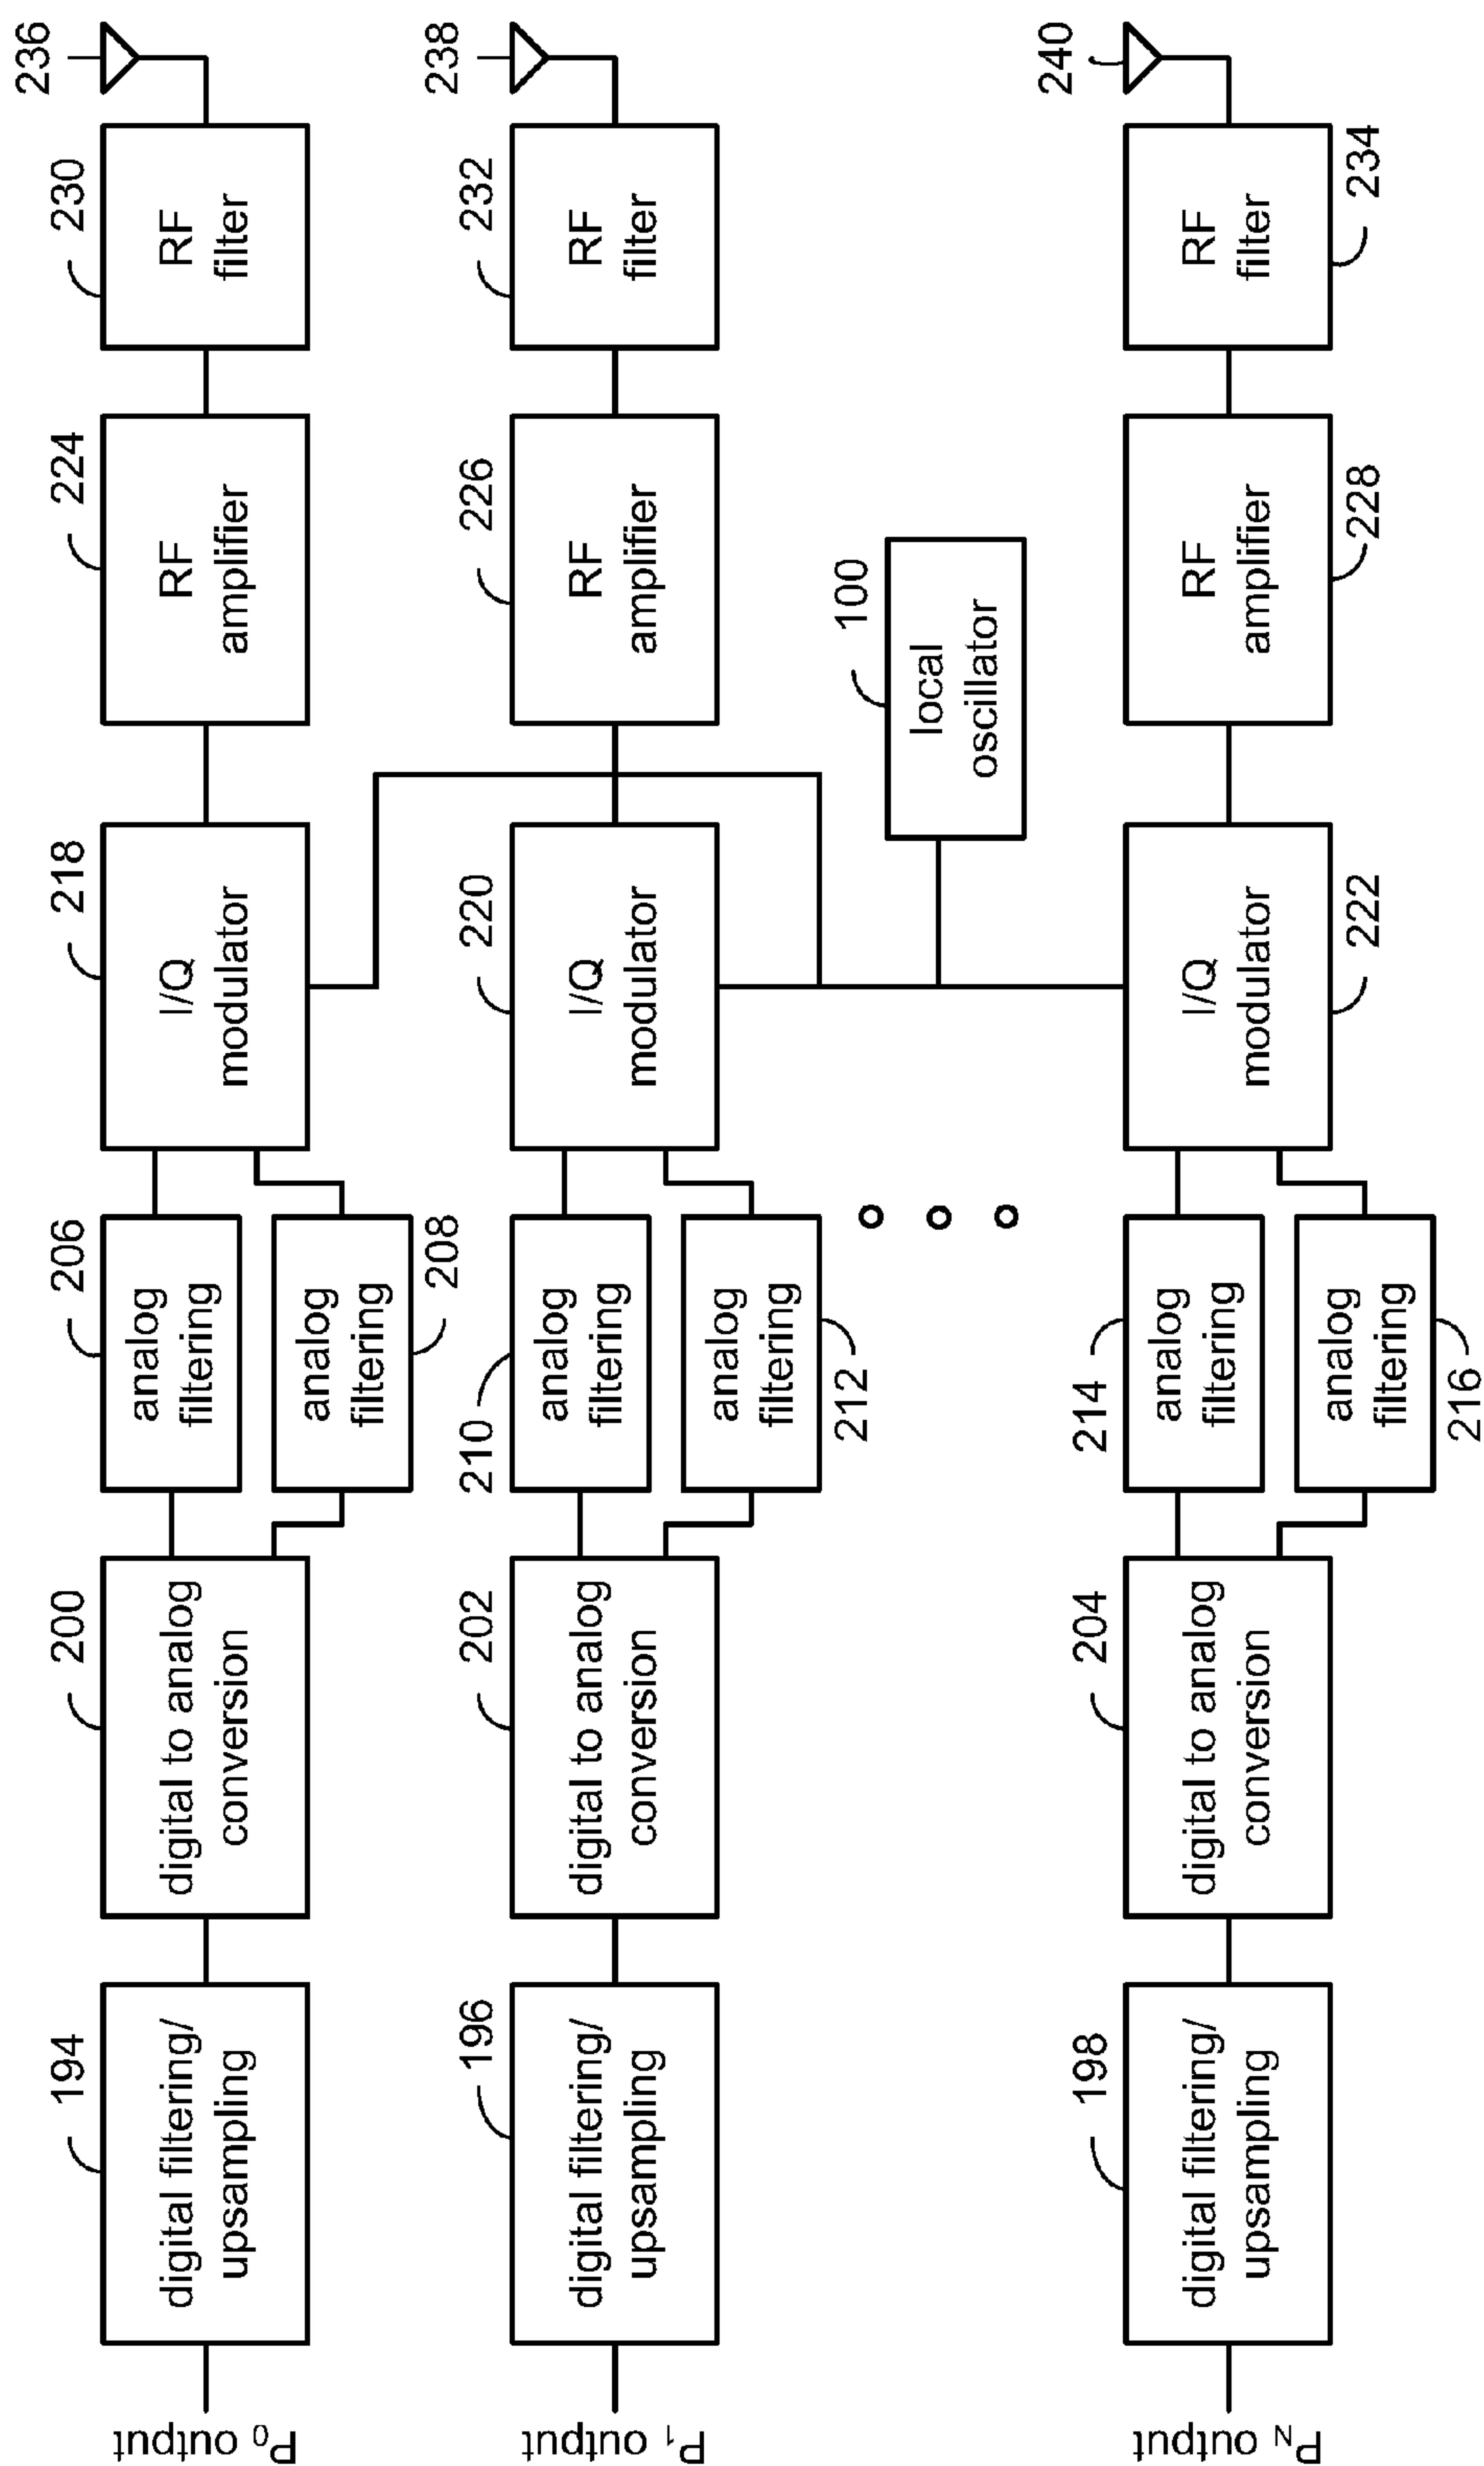 P0 output
194
digital filtering/
upsampling
200
digital to analog
conversion
206
analog
filtering
208
analog
filtering
218
I/Q
modulator
224
RF
amplifier
230
RF
filter
236
P1 output
196
digital filtering/
upsampling
202
digital to analog
conversion
210
analog
filtering
212
analog
filtering
220
I/Q
modulator
226
RF
amplifier
232
RF
filter
238
100
local
oscillator
PN output
198
digital filtering/
upsampling
204
digital to analog
conversion
214
analog
filtering
216
analog
filtering
222
I/Q
modulator
228
RF
amplifier
234
RF
filter
240